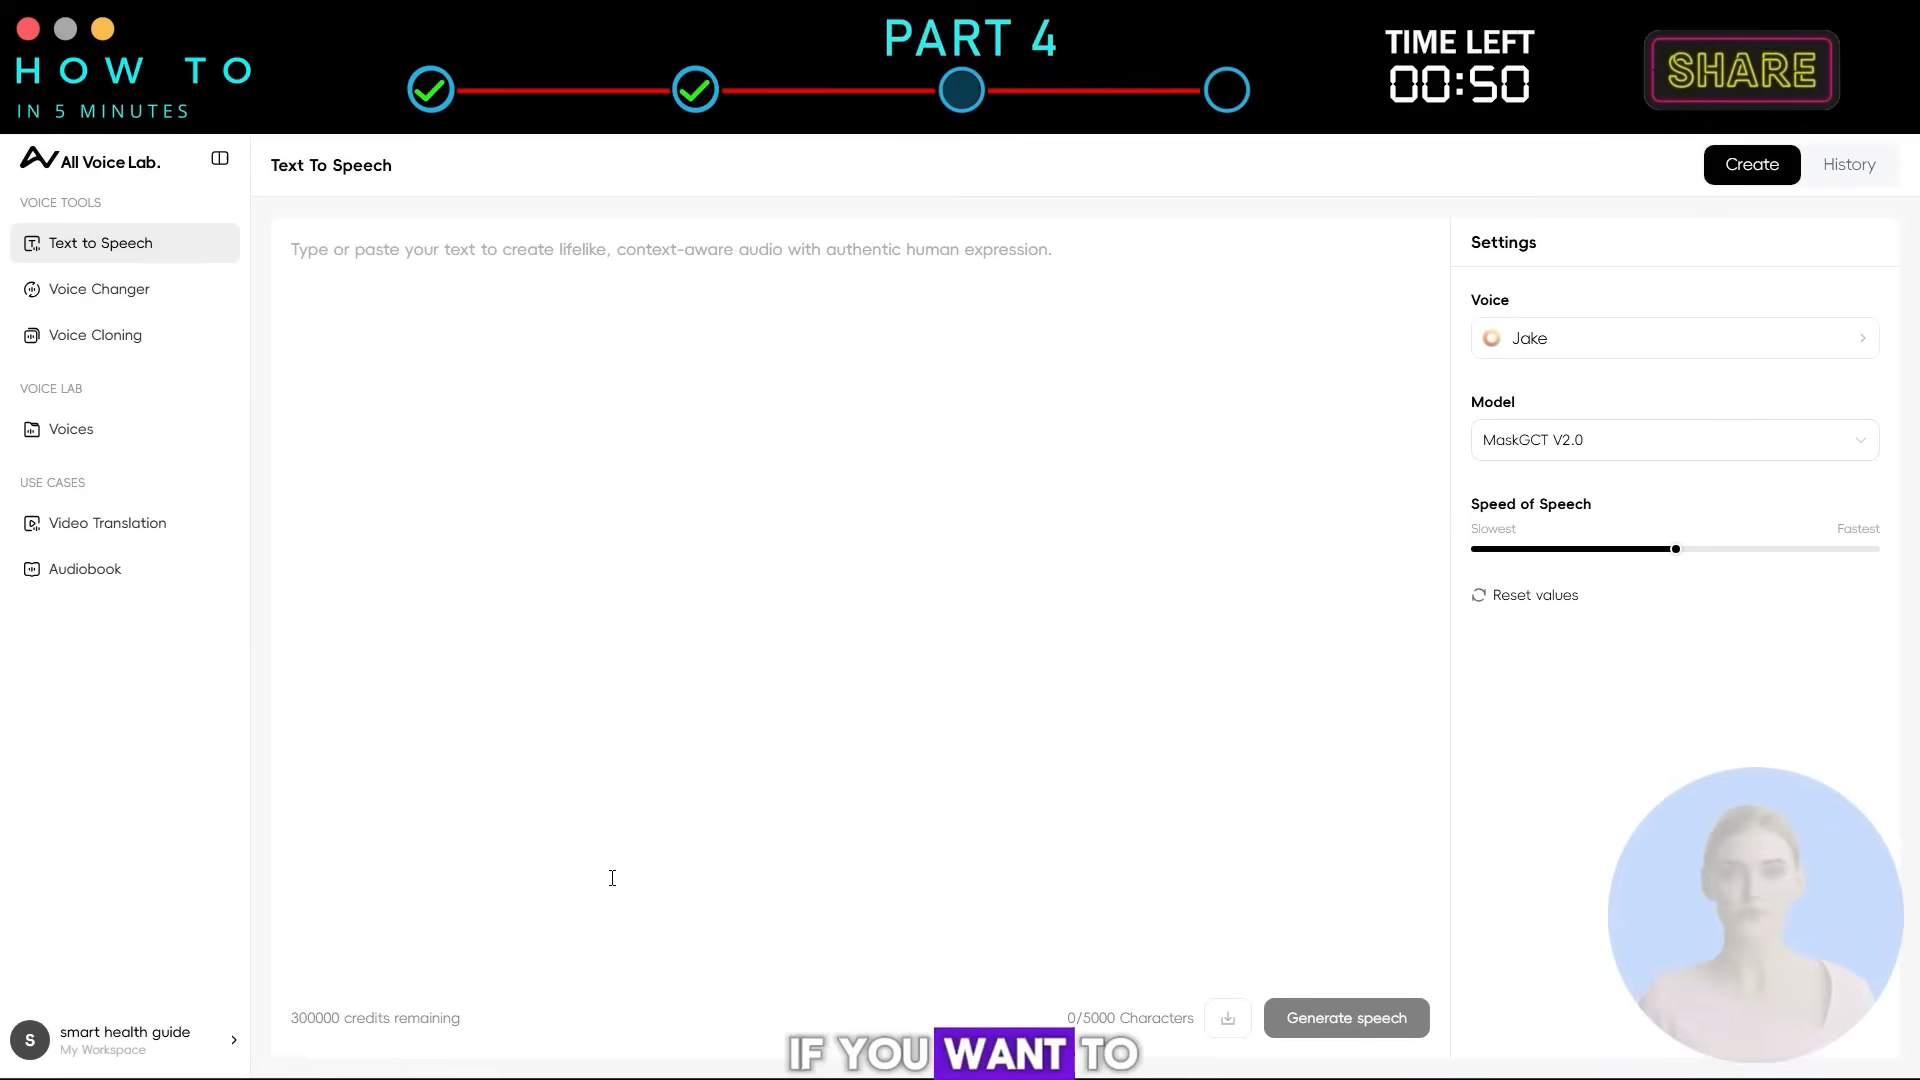 HOW TO
IN 5 MINUTES
PART 4
TIME LEFT
00:50
SHARE
All Voice Lab.
VOICE TOOLS
Text to Speech
Voice Changer
Voice Cloning
VOICE LAB
Voices
USE CASES
Video Translation
Audiobook
S
smart health guide
My Workspace
Text To Speech
Create
History
Type or paste your text to create lifelike, context-aware audio with authentic human expression.
300000 credits remaining
0/5000 Characters
Generate speech
Settings
Voice
Jake
Model
MaskGCT V2.0
Speed of Speech
Slowest Fastest
Reset values
IF YOU WANT TO